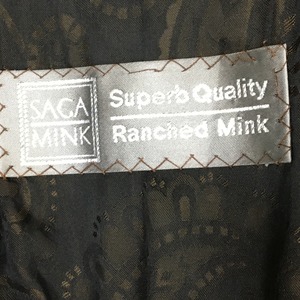 SAGA
MINK
Superb Quality
Ranched Mink